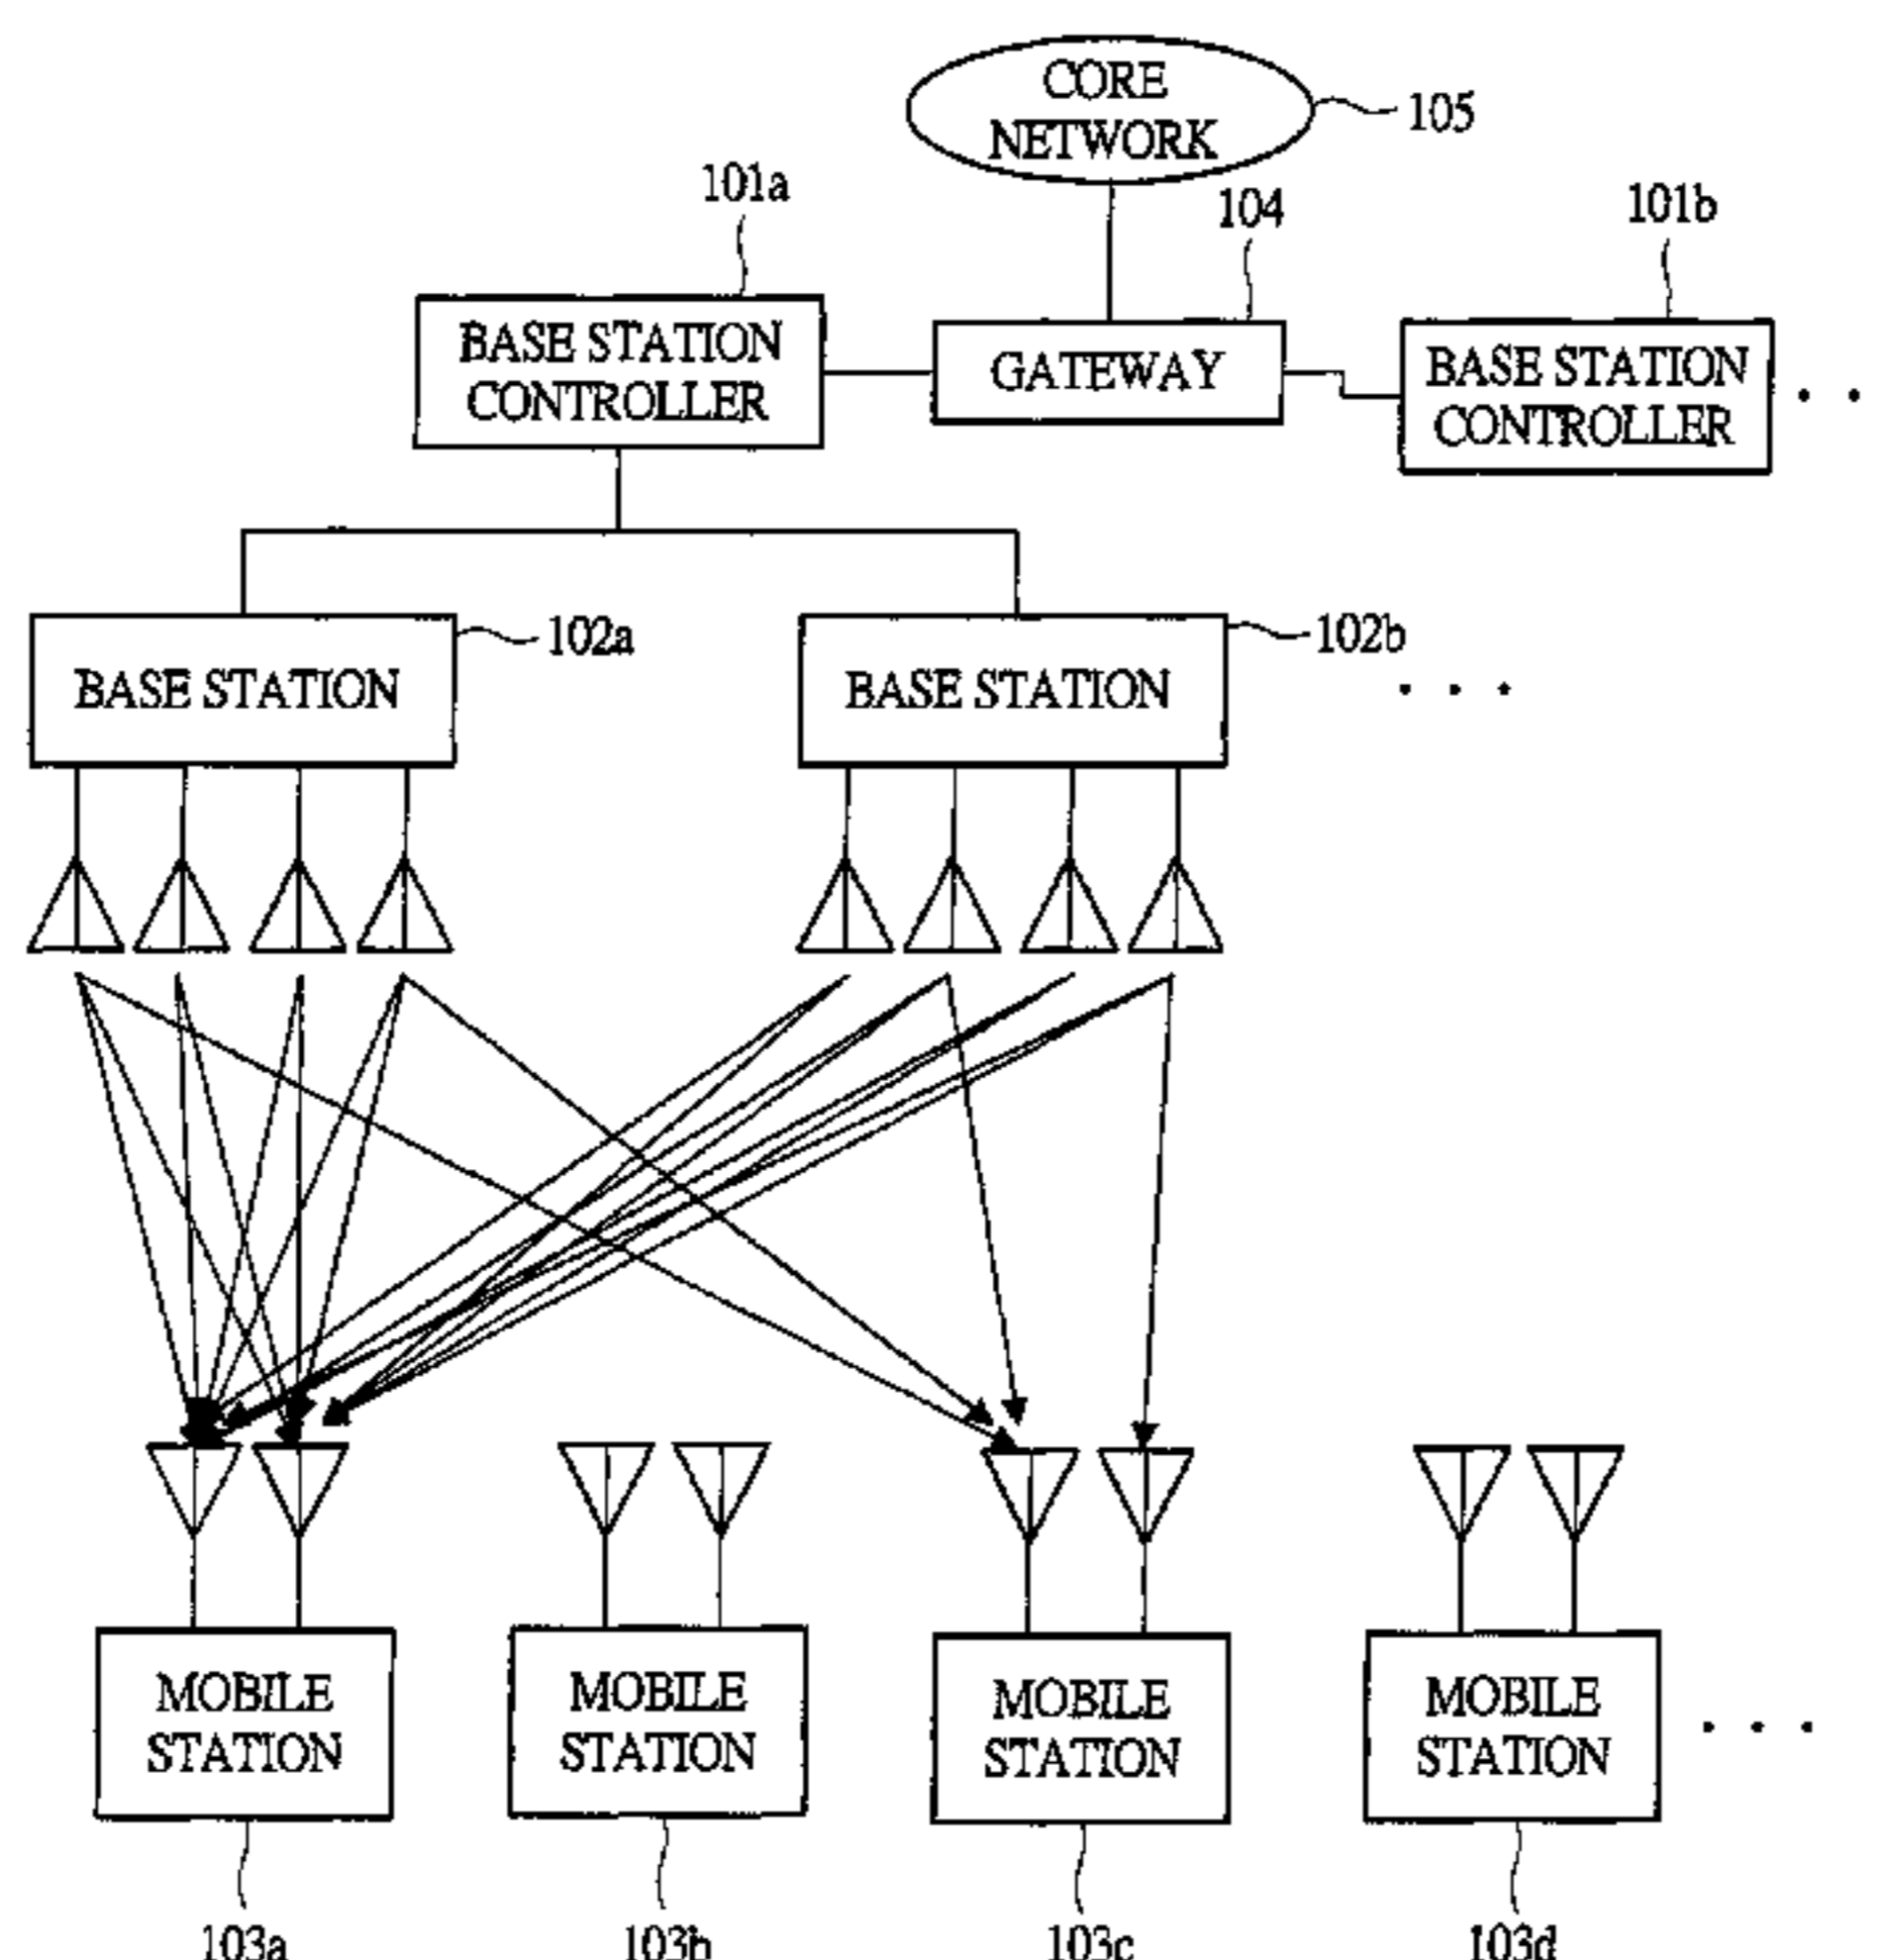 CORE
NETWORK
105
101a
104
101b
BASE STATION
CONTROLLER
GATEWAY
BASE STATION
CONTROLLER
102a
102b
BASE STATION
BASE STATION
MOBILE
STATION
MOBILE
STATION
MOBILE
STATION
MOBILE
STATION
103a
103b
103c
103d